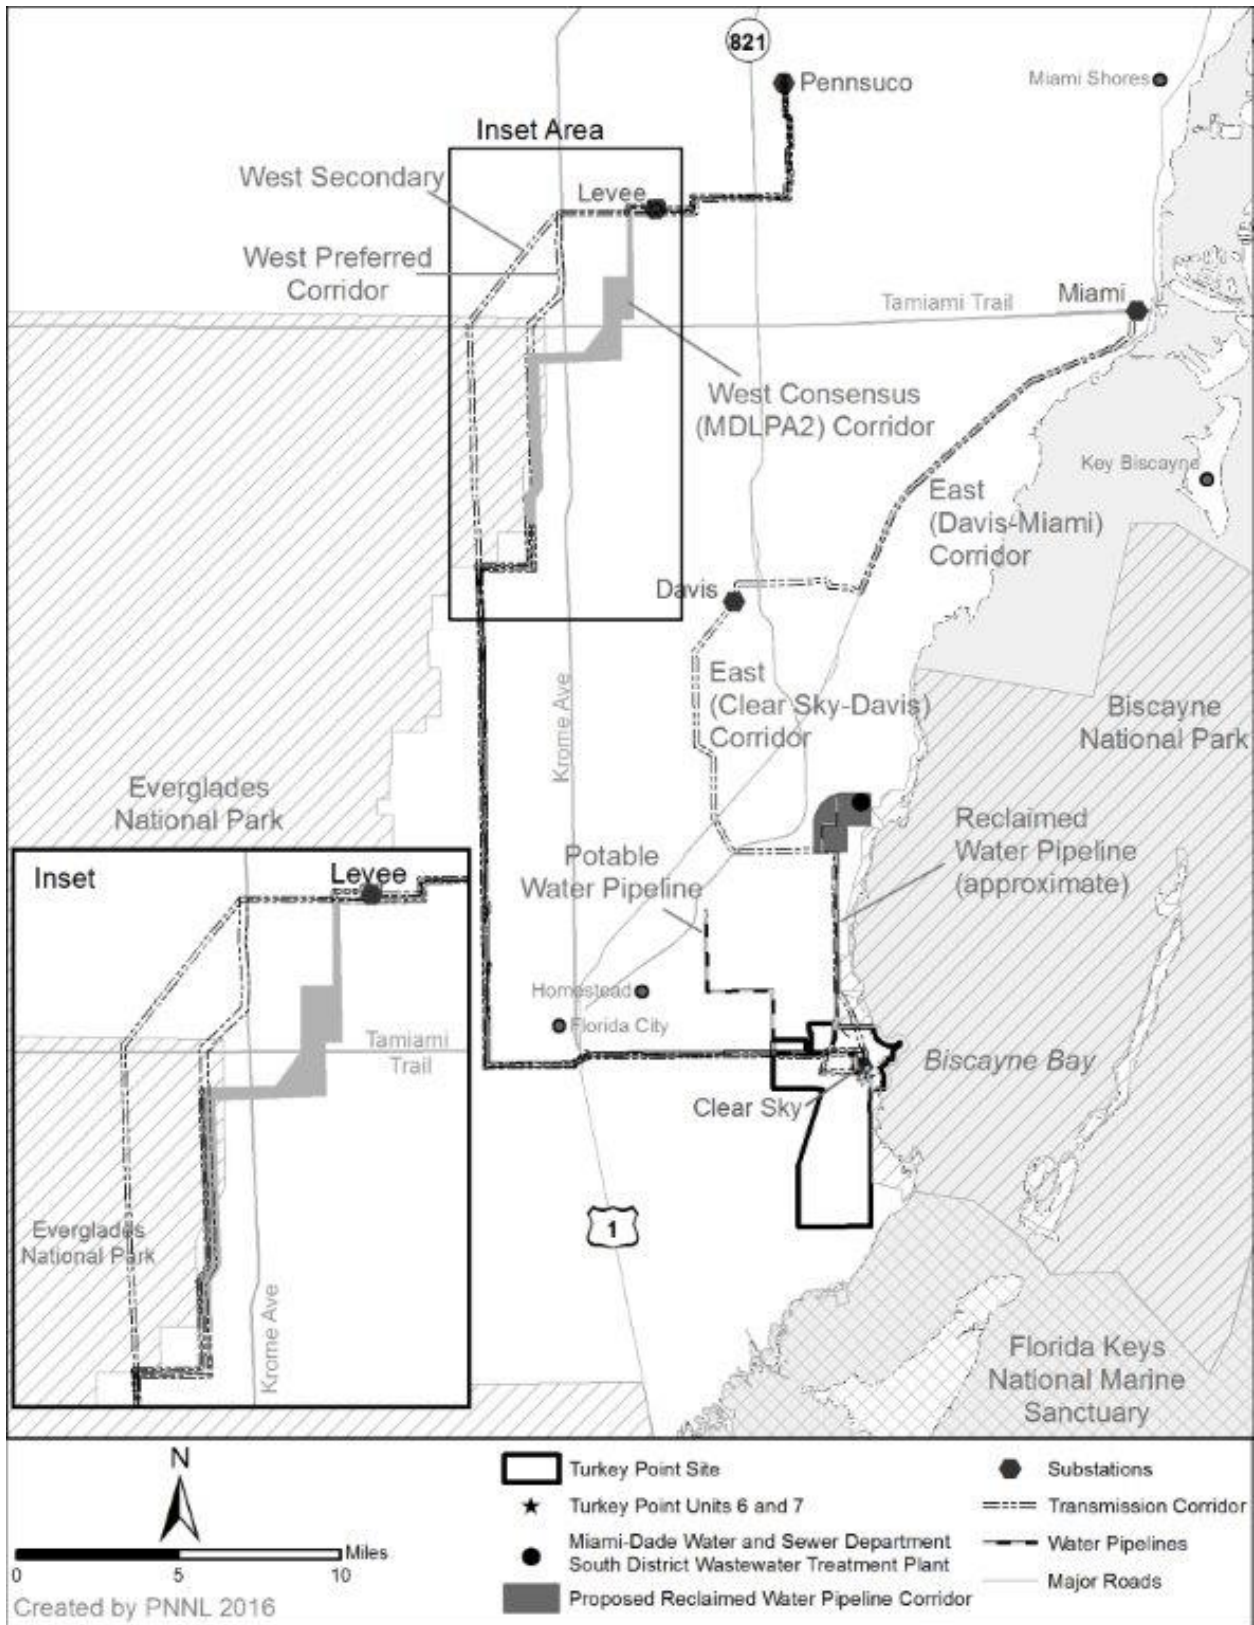 821
Pennsuco
Miami Shores
Inset Area
West Secondary
Levee
West Preferred
Corridor
Tamiami Trail
Miami
West Consensus
(MDLPA2) Corridor
Key Biscayne
East
(Davis-Miami)
Corridor
Davis
East
(Clear Sky-Davis)
Corridor
Krome Ave
Biscayne
National Park
Everglades
National Park
Potable
Water Pipeline
Reclaimed
Water Pipeline
(approximate)
Inset
Levee
Tamiami
Trail
Homestead
Florida City
Biscayne Bay
Clear Sky
Everglades
National Park
Krome Ave
1
Florida Keys
National Marine
Sanctuary
N
Miles
0 5 10
Created by PNNL 2016
Turkey Point Site
Turkey Point Units 6 and 7
Miami-Dade Water and Sewer Department
South District Wastewater Treatment Plant
Proposed Reclaimed Water Pipeline Corridor
Substations
Transmission Corridor
Water Pipelines
Major Roads